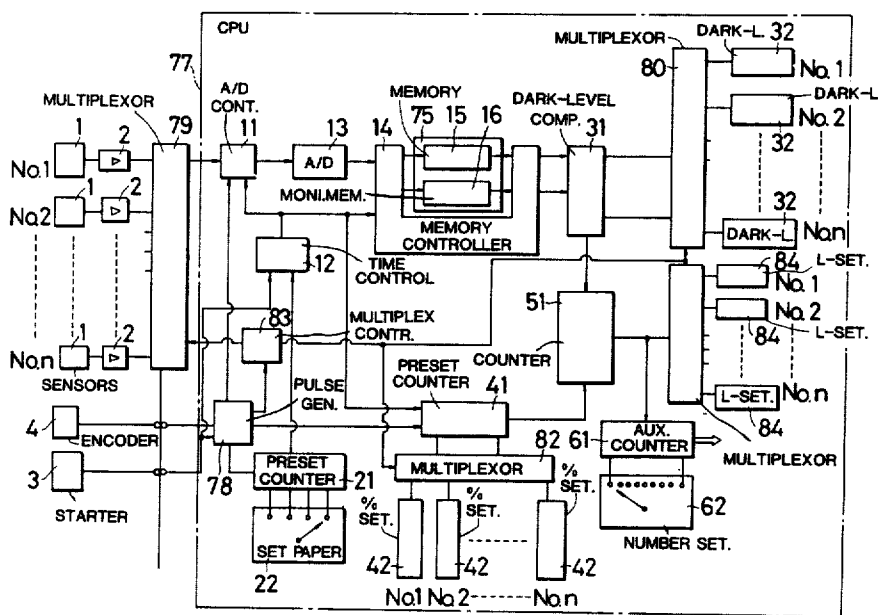 CPU
77
MULTIPLEXOR
79
A/D
CONT.
11
13
A/D
14
MEMORY
75
15
16
MONI.MEM.
MEMORY
CONTROLLER
DARK-LEVEL
COMP.
31
MULTIPLEXOR
80
DARK-L.
32
No.1
DARK-L
32
No.2
32
DARK-L.
No.n
No.1
1
2
No.2
1
2
No.n
1
2
SENSORS
12
TIME
CONTROL
83
MULTIPLEX
CONTR.
51
COUNTER
84
L-SET.
No.1
No.2
84
L-SET.
L-SET.
No.n
84
MULTIPLEXOR
4
ENCODER
3
STARTER
PULSE
GEN.
78
PRESET
COUNTER
21
SET PAPER
22
PRESET
COUNTER
41
82
MULTIPLEXOR
% SET.
42
% SET.
42
% SET.
42
No.1 No.2 No.n
61
AUX.
COUNTER
62
NUMBER SET.